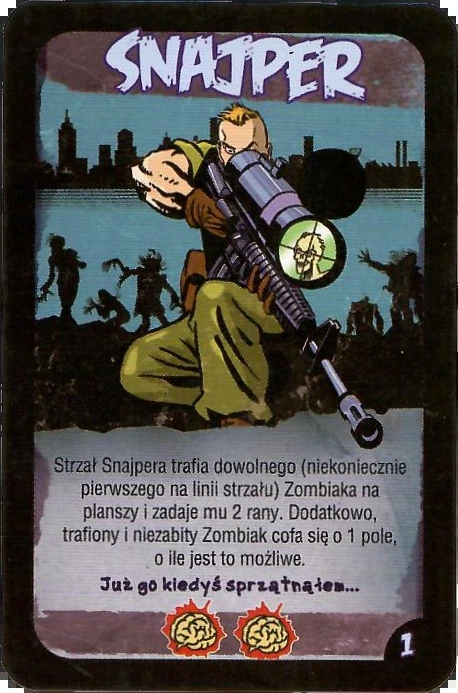 SNAJPER
Strzał Snajpera trafia dowolnego (niekoniecznie
pierwszego na linii strzału) Zombiaka na
planszy i zadaje mu 2 rany. Dodatkowo,
trafiony i niezabity Zombiak cofa się o 1 pole,
o ile jest to możliwe.
Już go kiedyś sprzątnąłem...
1